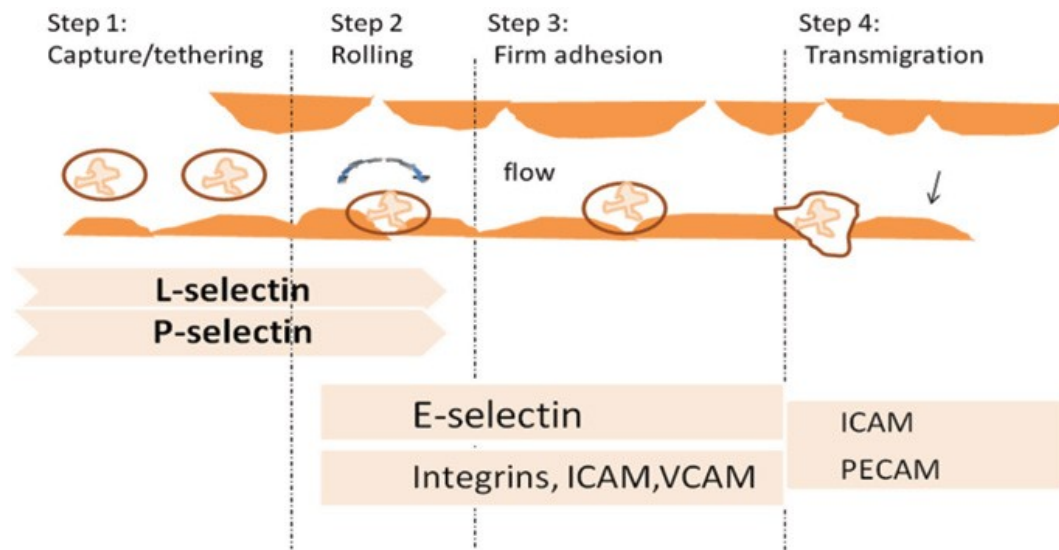 Step 1:
Capture/tethering
Step 2
Rolling
Step 3:
Firm adhesion
Step 4:
Transmigration
flow
L-selectin
P-selectin
E-selectin
Integrins, ICAM,VCAM
ICAM
PECAM